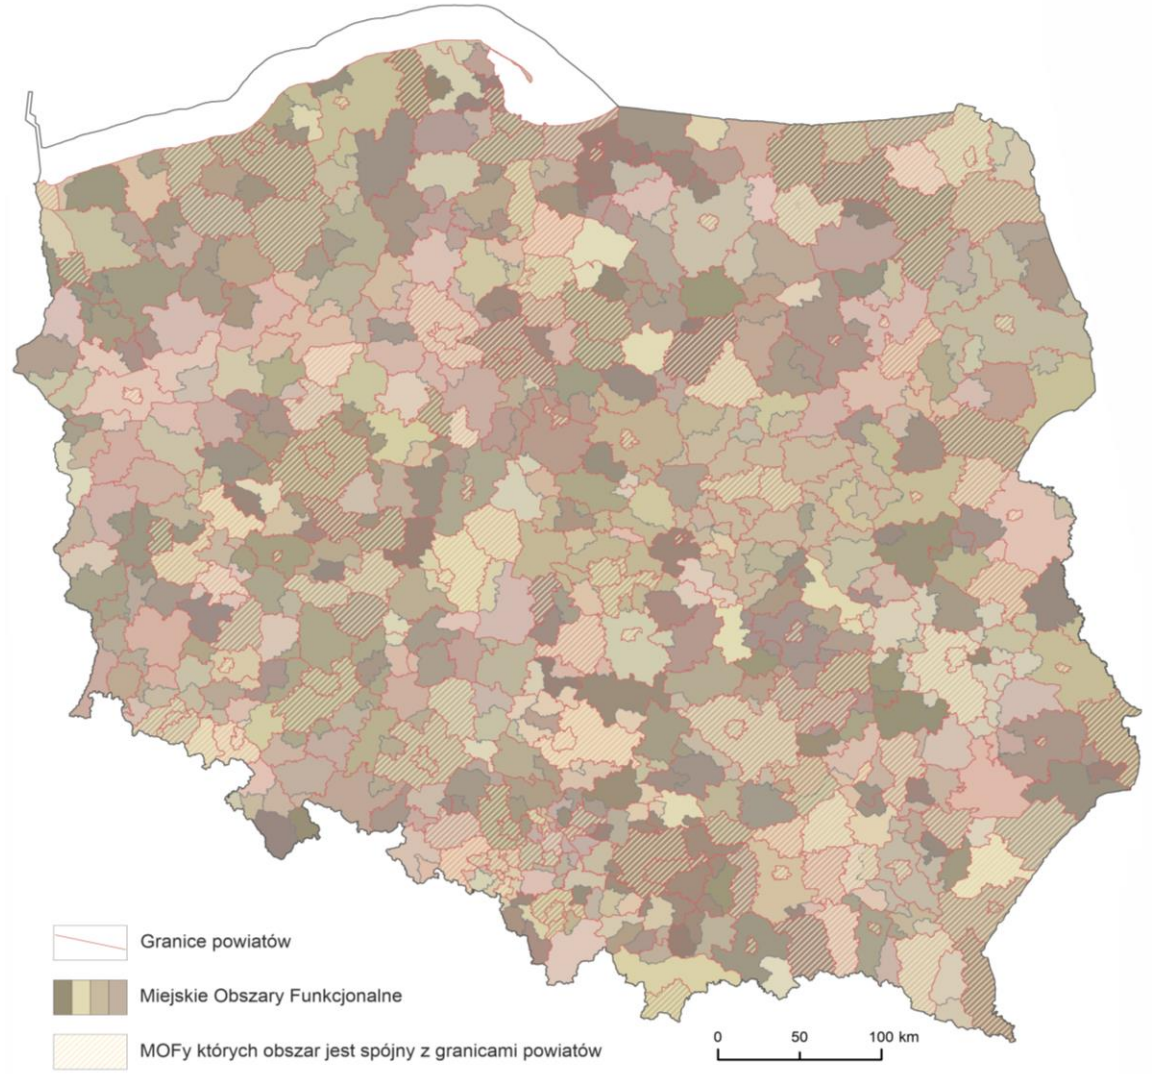 Granice powiatów
Miejskie Obszary Funkcjonalne
MOFy których obszar jest spójny z granicami powiatów
0 50 100 km